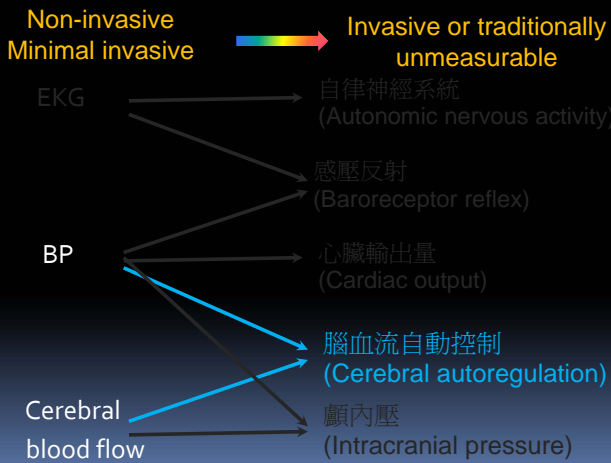 Non-invasive
Minimal invasive
Invasive or traditionally
unmeasurable
EKG
自律神經系統
(Autonomic nervous activity)
感壓反射
(Baroreceptor reflex)
BP
心臟輸出量
(Cardiac output)
腦血流自動控制
(Cerebral autoregulation)
Cerebral
blood flow
顱內壓
(Intracranial pressure)